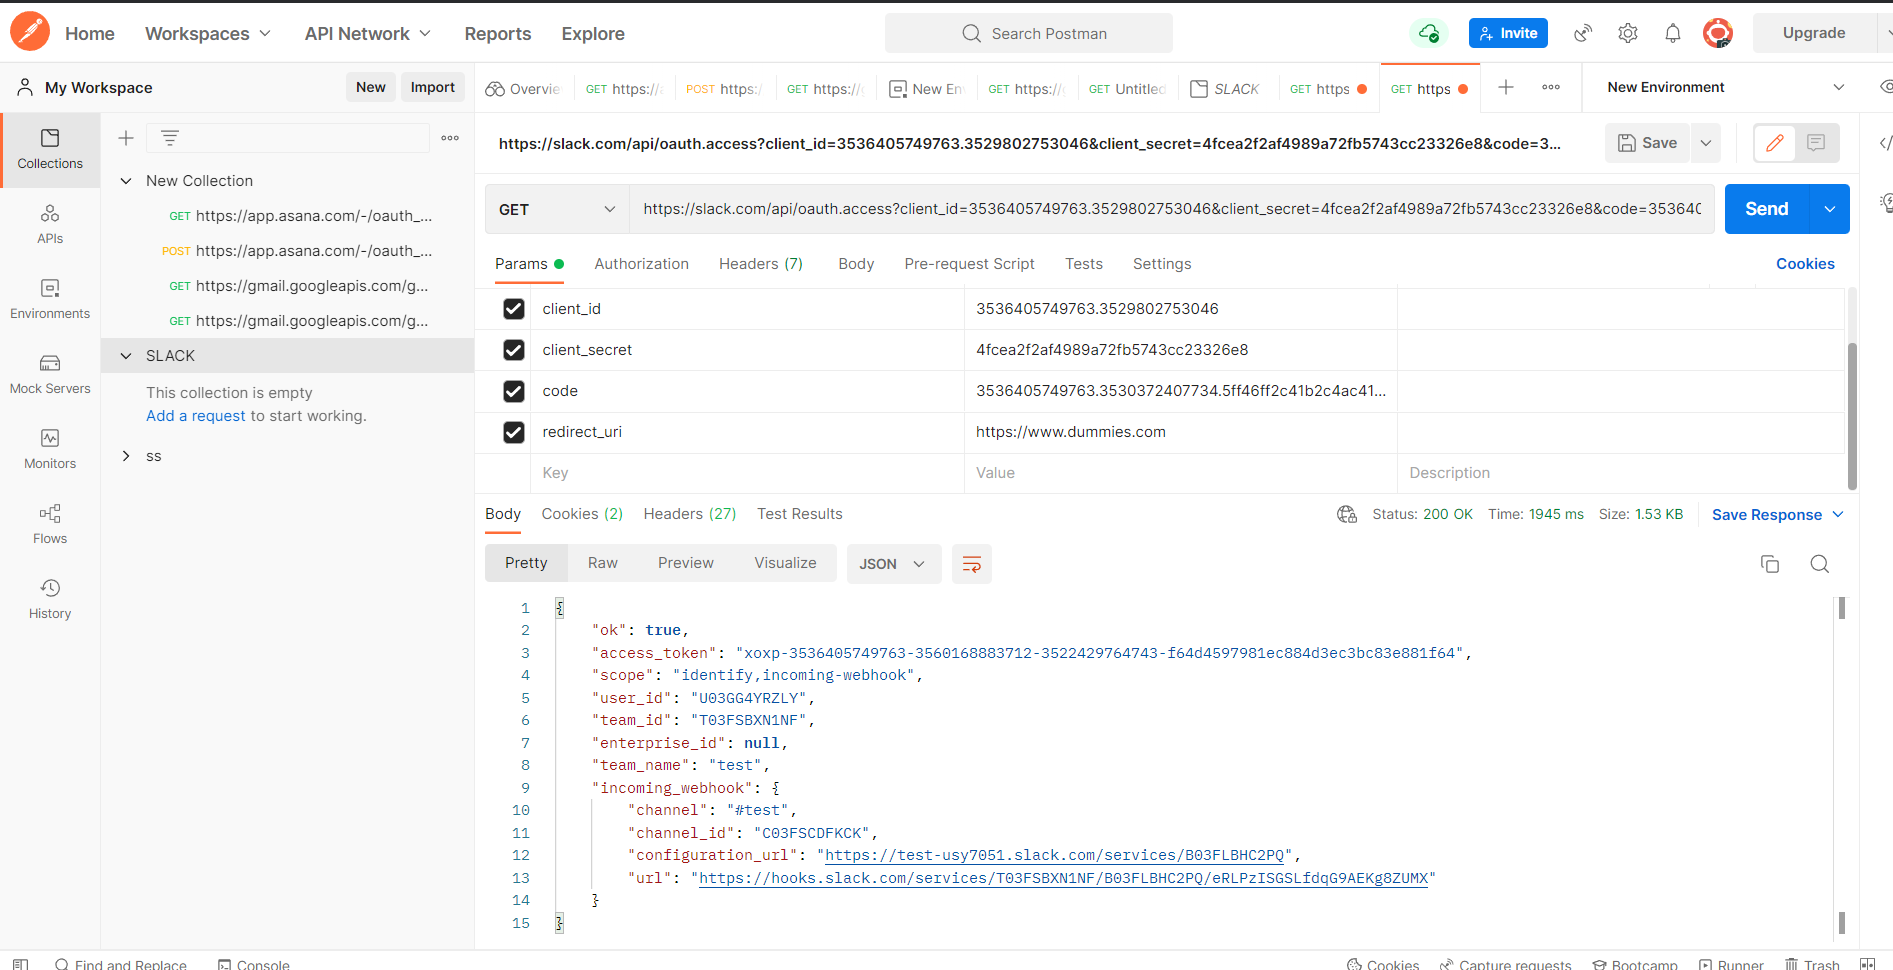 Home Workspaces API Network Reports Explore Search Postman Invite Upgrade
My Workspace New Import
Overvie GET https:// POST https:/ GET https:// New En GET https:// GET Untitled SLACK GET https GET https New Environment
Collections
APIs
Environments
Mock Servers
Monitors
Flows
History
New Collection
GET https://app.asana.com/-/oauth_...
POST https://app.asana.com/-/oauth_...
GET https://gmail.googleapis.com/g...
GET https://gmail.googleapis.com/g...
SLACK
This collection is empty
Add a request to start working.
ss
https://slack.com/api/oauth.access?client_id=3536405749763.3529802753046&client_secret=4fcea2f2af4989a72fb5743cc23326e8&code=3... Save
GET https://slack.com/api/oauth.access?client_id=3536405749763.3529802753046&client_secret=4fcea2f2af4989a72fb5743cc23326e8&code=353640 Send
Params Authorization Headers (7) Body Pre-request Script Tests Settings Cookies
client_id 3536405749763.3529802753046
client_secret 4fcea2f2af4989a72fb5743cc23326e8
code 3536405749763.3530372407734.5ff46ff2c41b2c4ac41...
redirect_uri https://www.dummies.com
Key Value Description
Body Cookies (2) Headers (27) Test Results Status: 200 OK Time: 1945 ms Size: 1.53 KB Save Response
Pretty Raw Preview Visualize JSON
1 {
2 "ok": true,
3 "access_token": "xoxp-3536405749763-3560168883712-3522429764743-f64d4597981ec884d3ec3bc83e881f64",
4 "scope": "identify,incoming-webhook",
5 "user_id": "U03GG4YRZLY",
6 "team_id": "T03FSBXN1NF",
7 "enterprise_id": null,
8 "team_name": "test",
9 "incoming_webhook": {
10 "channel": "#test",
11 "channel_id": "C03FSCDFKCK",
12 "configuration_url": "https://test-usy7051.slack.com/services/B03FLBHC2PQ",
13 "url": "https://hooks.slack.com/services/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"
14 }
15 }
Find and Replace Console Cookies Capture requests Bootcamp Runner Trash